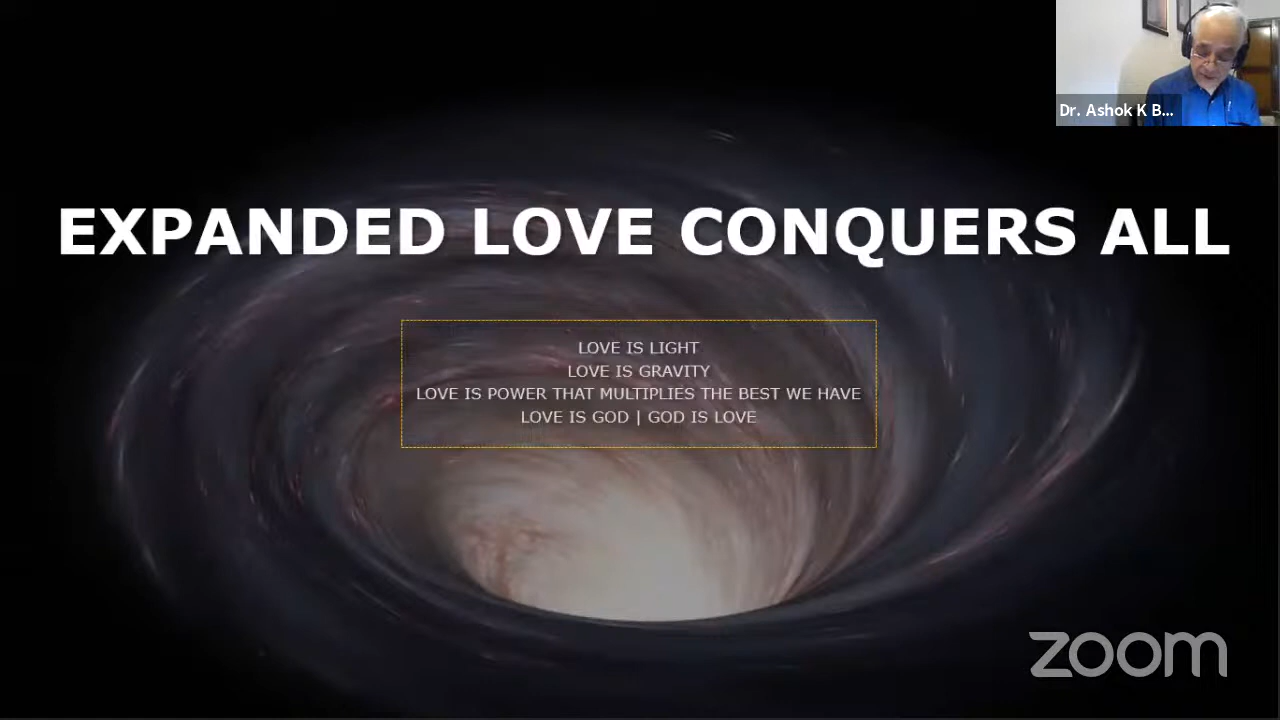 Dr. Ashok K B...
EXPANDED LOVE CONQUERS ALL
LOVE IS LIGHT
LOVE IS GRAVITY
LOVE IS POWER THAT MULTIPLIES THE BEST WE HAVE
LOVE IS GOD | GOD IS LOVE
zoom